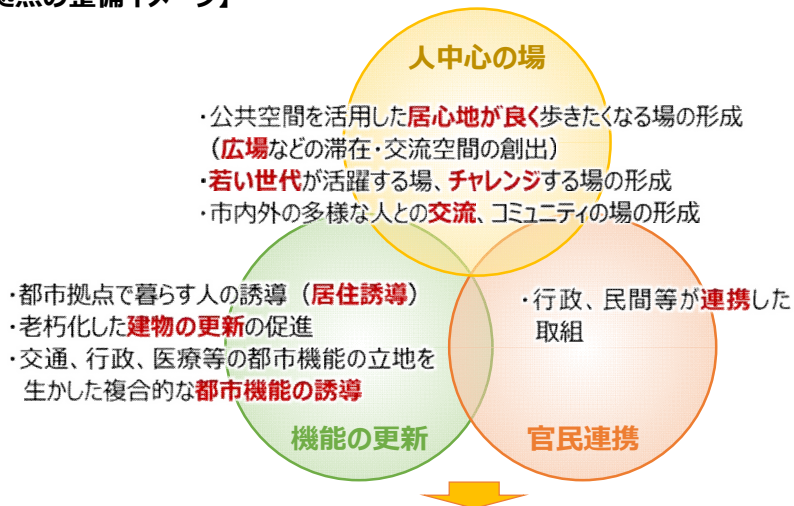 の整備イメージ】
人中心の場
・公共空間を活用した居心地が良く歩きたくなる場の形成
（広場などの滞在・交流空間の創出）
・若い世代が活躍する場、チャレンジする場の形成
・市内外の多様な人との交流、コミュニティの場の形成
・都市拠点で暮らす人の誘導（居住誘導）
・老朽化した建物の更新の促進
・交通、行政、医療等の都市機能の立地を
生かした複合的な都市機能の誘導
機能の更新
・行政、民間等が連携した
取組
官民連携